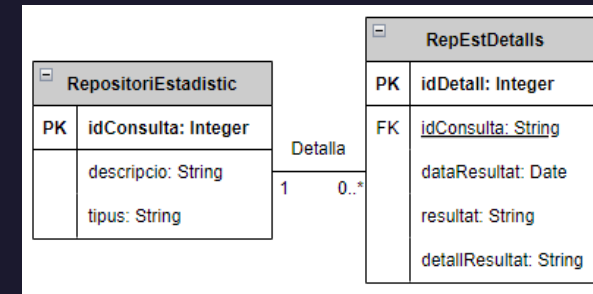 RepositoriEstadistic
PK idConsulta: Integer
descripcio: String
tipus: String
Detalla
1 0..*
RepEstDetalls
PK idDetall: Integer
FK idConsulta: String
dataResultat: Date
resultat: String
detallResultat: String